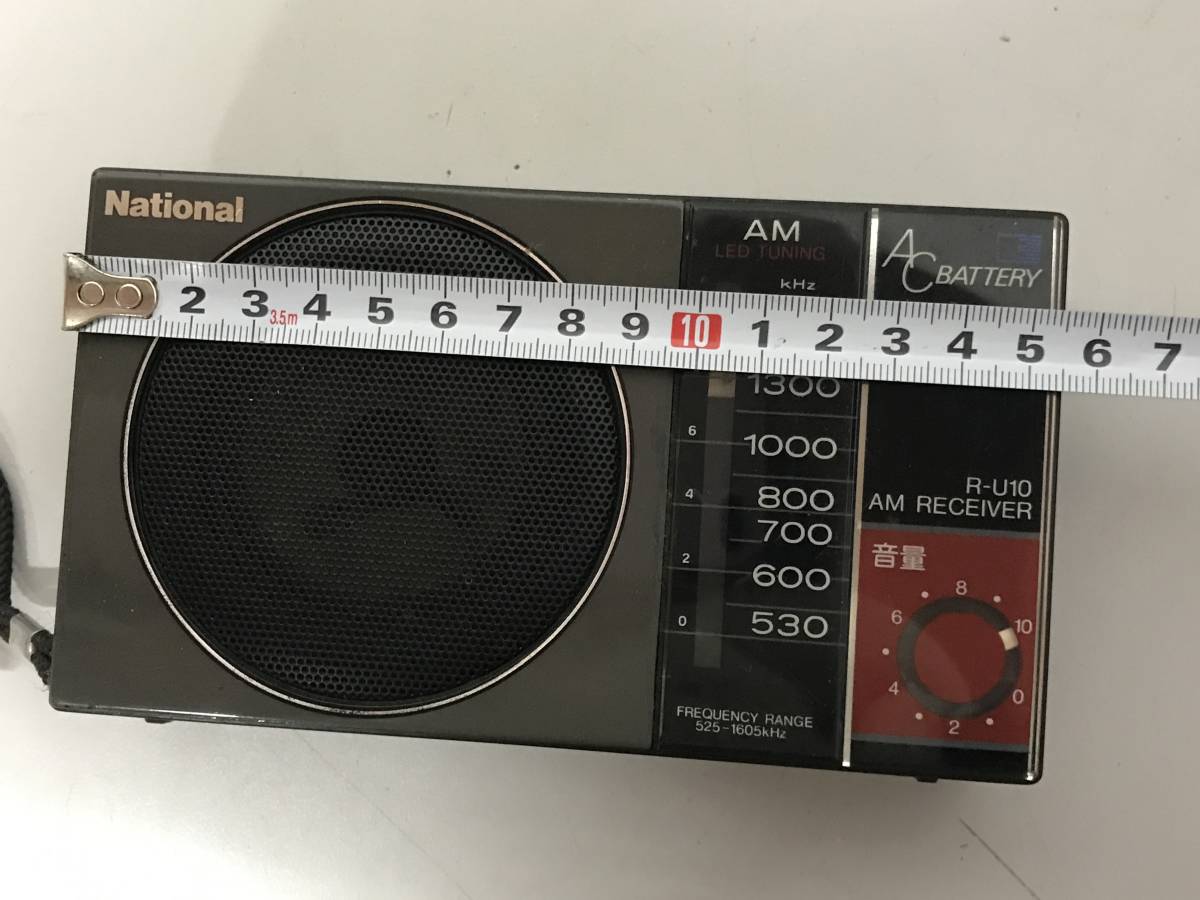 National
AM
LED TUNING
kHz
AC BATTERY
2 3 3.5m 4 5 6 7 8 9 10 1 2 3 4 5 6 7
1300
6
1000
4
800
700
2
600
0
530
FREQUENCY RANGE
525-1605kHz
R-U10
AM RECEIVER
音量
8
6
10
4
0
2